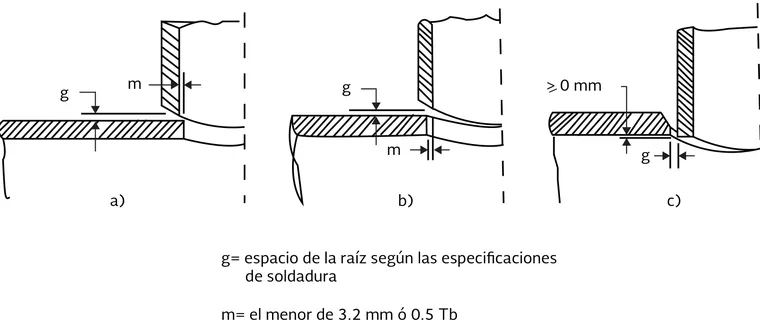 g
m
a)
g
m
b)
⩾ 0 mm
g
c)
g= espacio de la raíz según las especificaciones
de soldadura
m= el menor de 3.2 mm ó 0.5 Tb